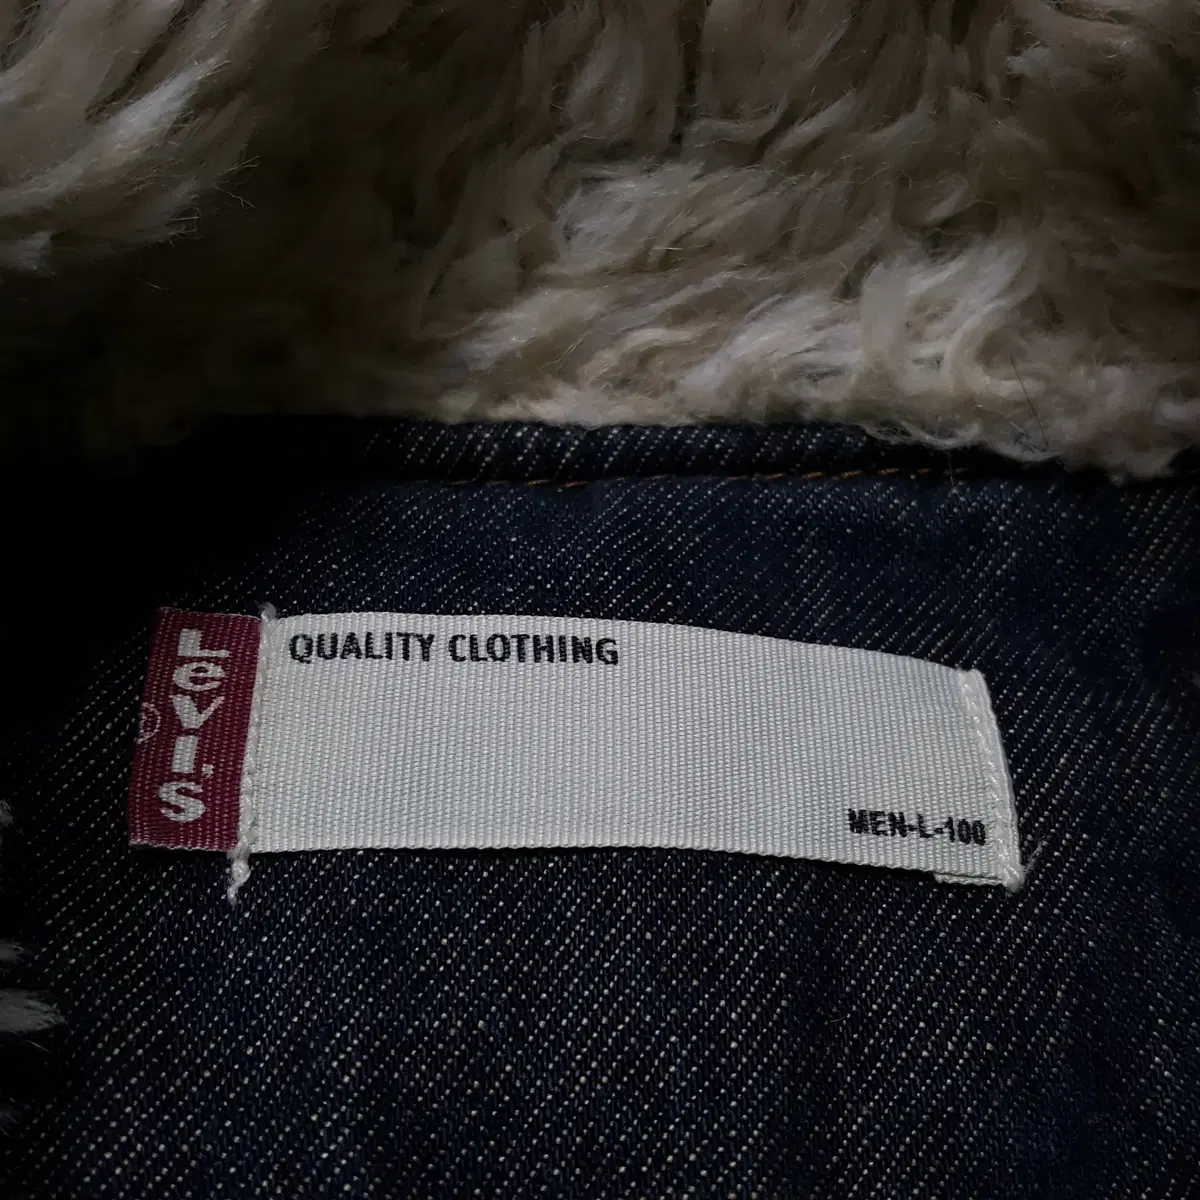 Levi's
®
QUALITY CLOTHING
MEN-L-100